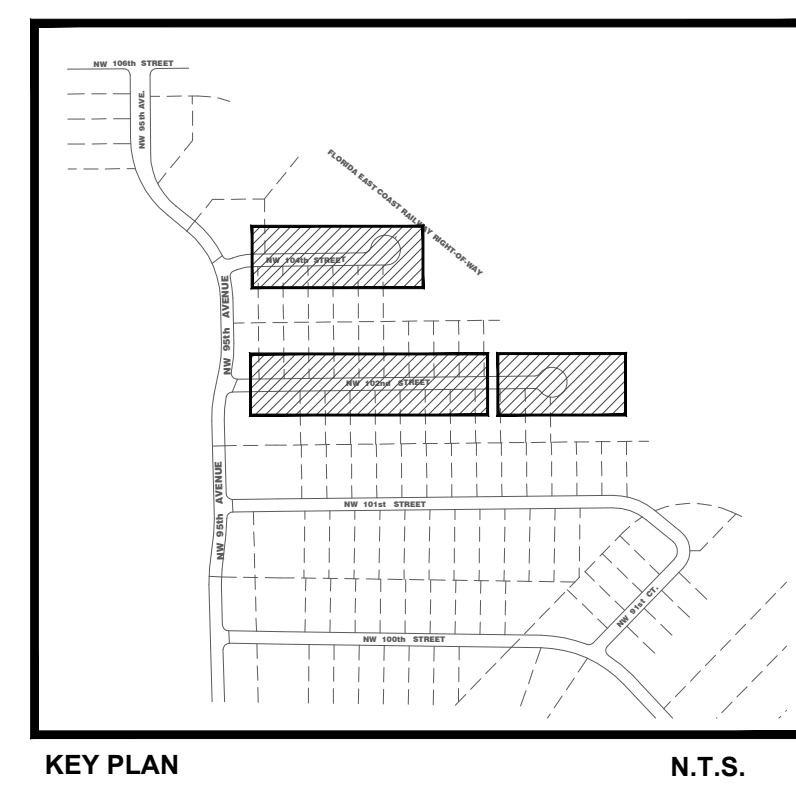 NW 106th STREET
NW 95th AVE.
FLORIDA EAST COAST RAILWAY RIGHT-OF-WAY
NW 104th STREET
NW 95th AVENUE
NW 102nd STREET
NW 95th AVENUE
NW 101st STREET
NW 91st CT.
NW 100th STREET
KEY PLAN
N.T.S.